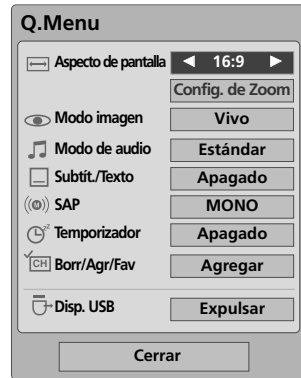 Q.Menu
Aspecto de pantalla ◀ 16:9 ▶
Config. de Zoom
Modo imagen Vivo
Modo de audio Estándar
Subtít./Texto Apagado
SAP MONO
Temporizador Apagado
CH Borr/Agr/Fav Agregar
Disp. USB Expulsar
Cerrar